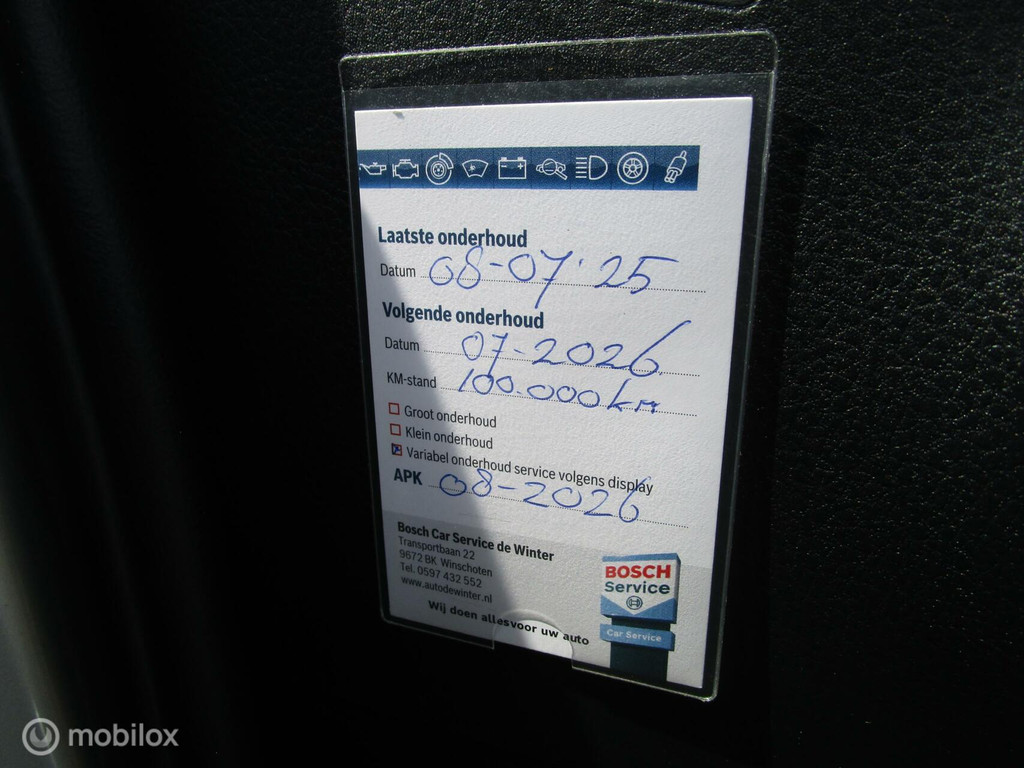 Laatste onderhoud
Datum 08-07'25
Volgende onderhoud
Datum 07-2026
KM-stand 100.000km
Groot onderhoud
Klein onderhoud
Variabel onderhoud service volgens display
APK 08-2026
Bosch Car Service de Winter
Transportbaan 22
9672 BK Winschoten
Tel. 0597 432 552
www.autodewinter.nl
Wij doen alles voor uw auto
BOSCH
Service
Car Service
mobilox